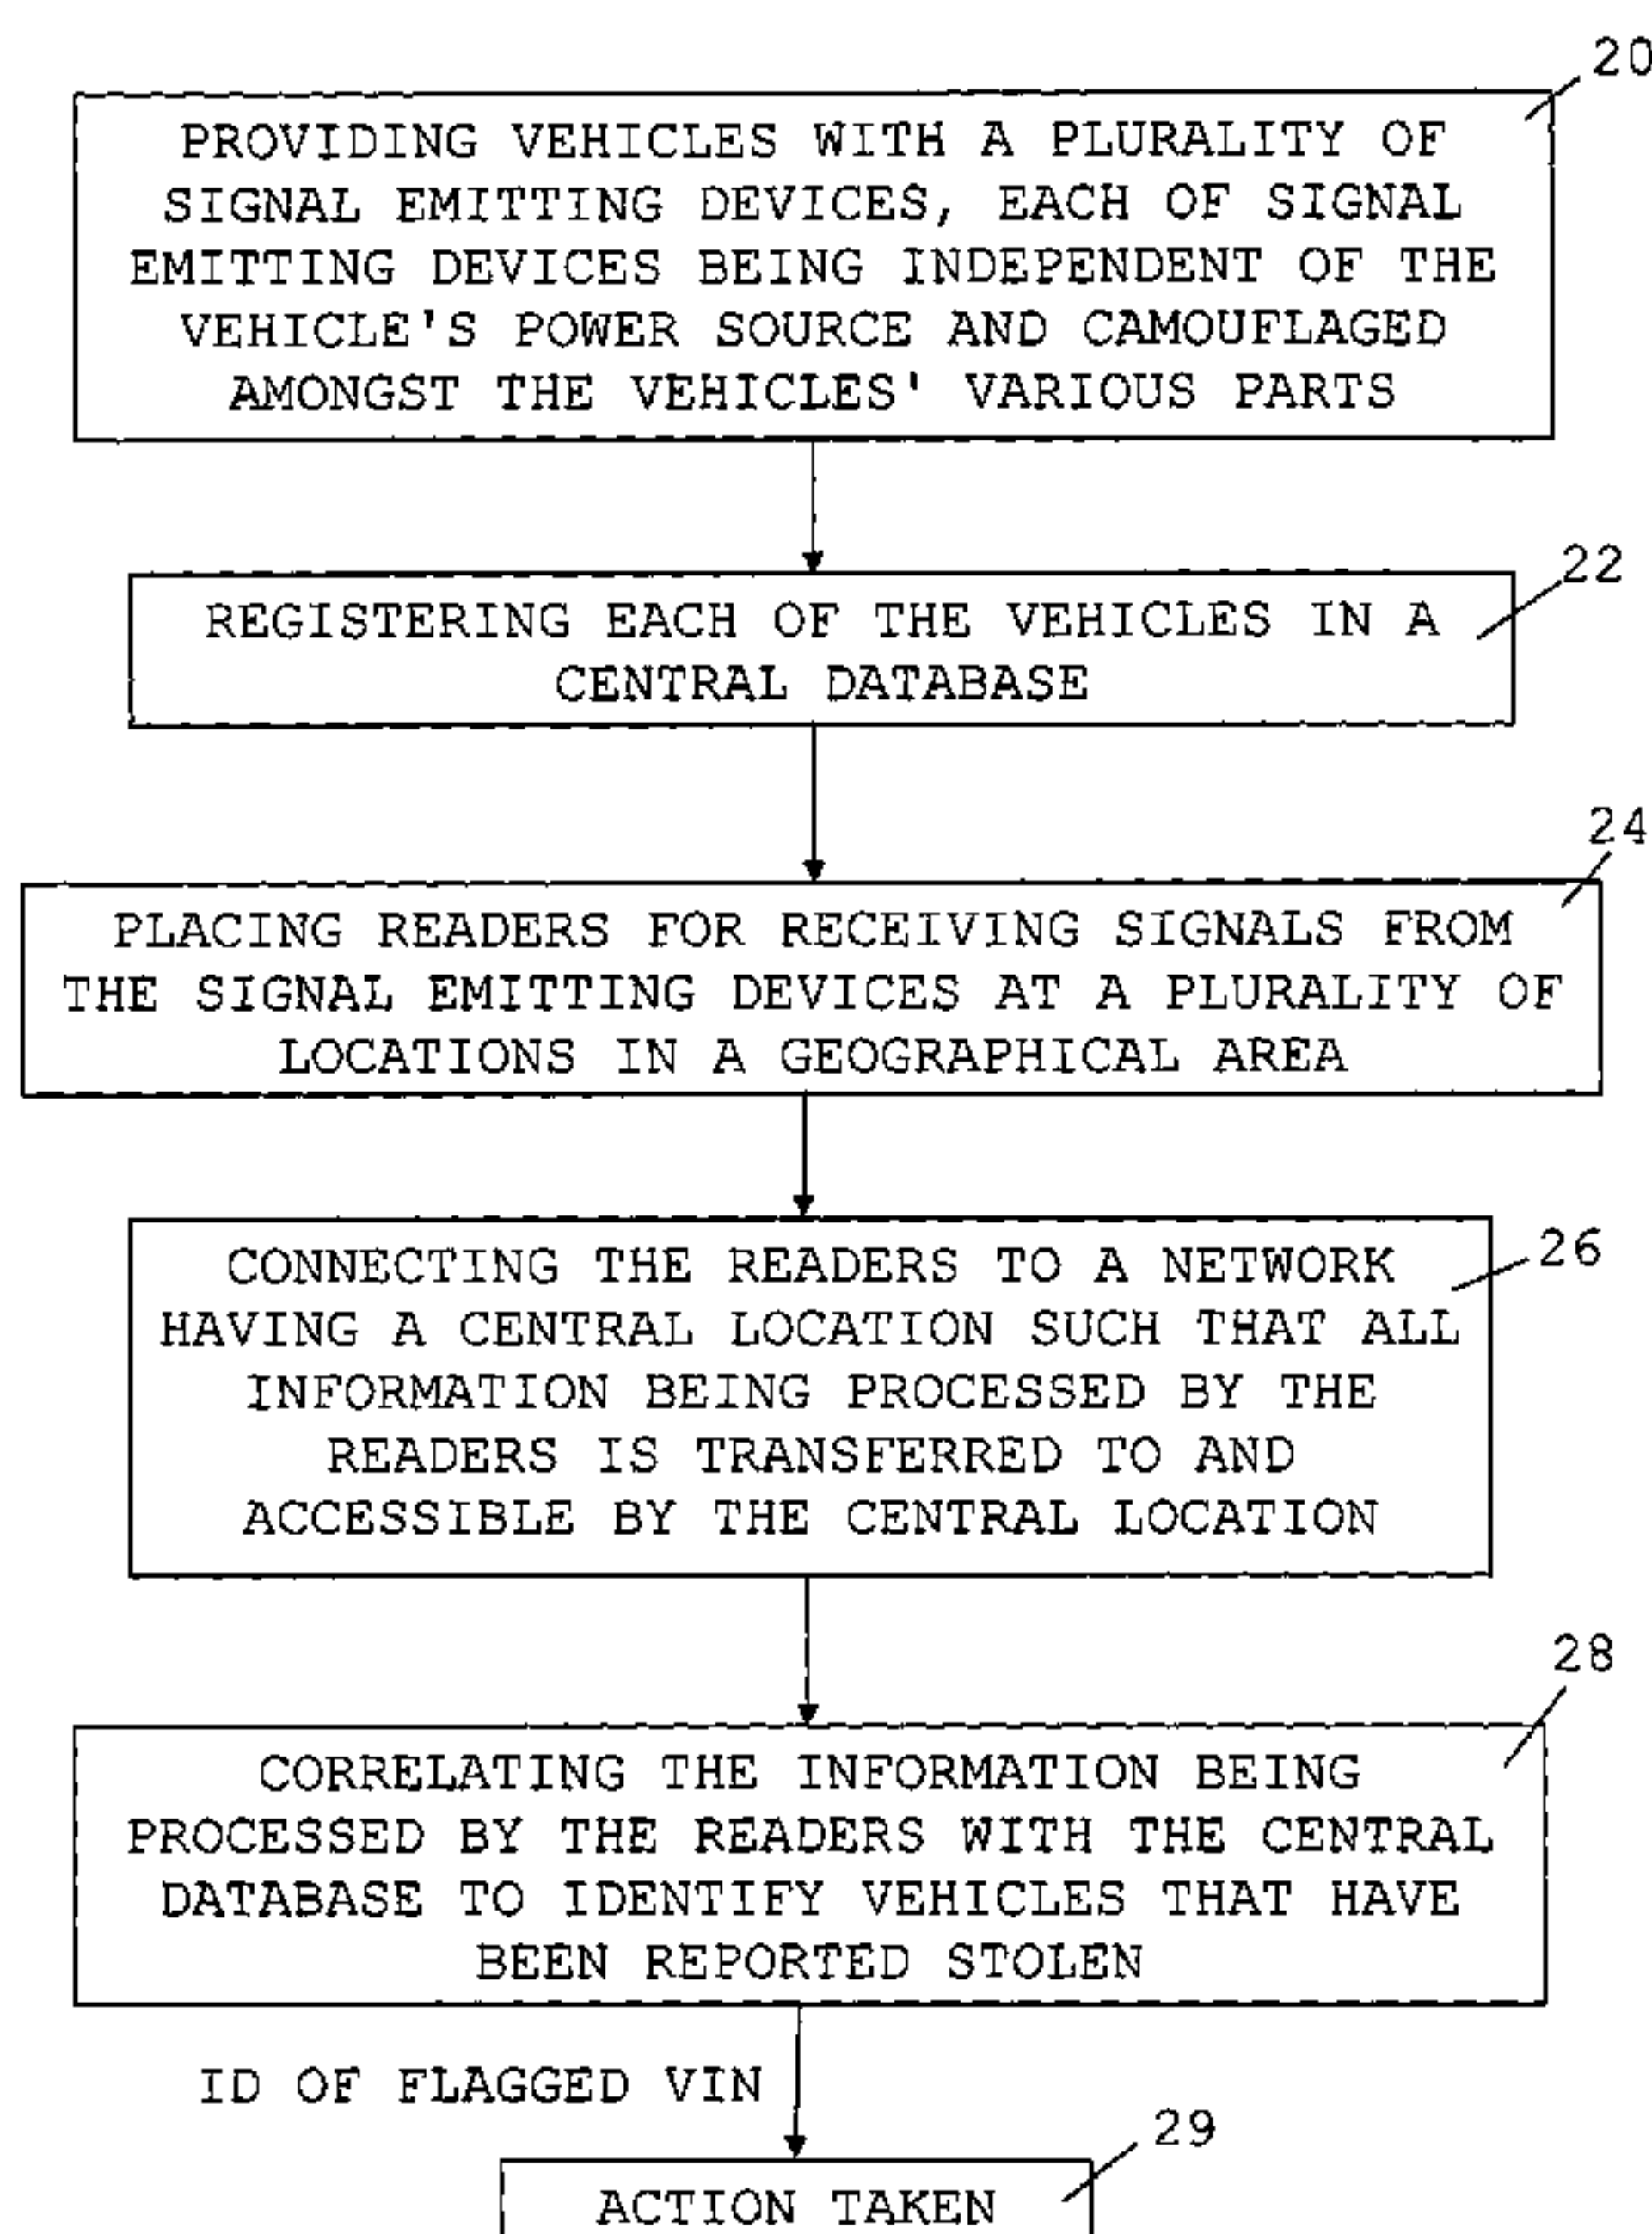 20
PROVIDING VEHICLES WITH A PLURALITY OF
SIGNAL EMITTING DEVICES, EACH OF SIGNAL
EMITTING DEVICES BEING INDEPENDENT OF THE
VEHICLE'S POWER SOURCE AND CAMOUFLAGED
AMONGST THE VEHICLES' VARIOUS PARTS
22
REGISTERING EACH OF THE VEHICLES IN A
CENTRAL DATABASE
24
PLACING READERS FOR RECEIVING SIGNALS FROM
THE SIGNAL EMITTING DEVICES AT A PLURALITY OF
LOCATIONS IN A GEOGRAPHICAL AREA
26
CONNECTING THE READERS TO A NETWORK
HAVING A CENTRAL LOCATION SUCH THAT ALL
INFORMATION BEING PROCESSED BY THE
READERS IS TRANSFERRED TO AND
ACCESSIBLE BY THE CENTRAL LOCATION
28
CORRELATING THE INFORMATION BEING
PROCESSED BY THE READERS WITH THE CENTRAL
DATABASE TO IDENTIFY VEHICLES THAT HAVE
BEEN REPORTED STOLEN
ID OF FLAGGED VIN
29
ACTION TAKEN